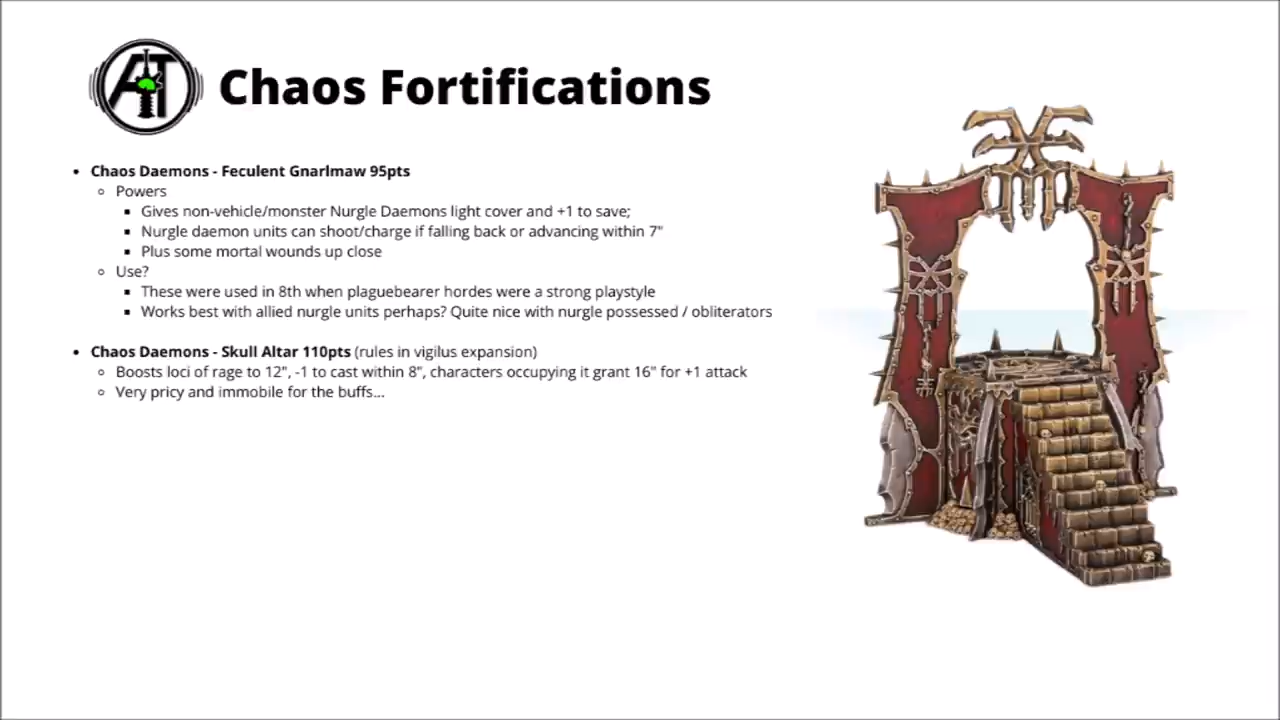 AT
Chaos Fortifications
• Chaos Daemons - Feculent Gnarlmaw 95pts
○ Powers
▪ Gives non-vehicle/monster Nurgle Daemons light cover and +1 to save;
▪ Nurgle daemon units can shoot/charge if falling back or advancing within 7"
▪ Plus some mortal wounds up close
○ Use?
▪ These were used in 8th when plaguebearer hordes were a strong playstyle
▪ Works best with allied nurgle units perhaps? Quite nice with nurgle possessed / obliterators
• Chaos Daemons - Skull Altar 110pts (rules in vigilus expansion)
○ Boosts loci of rage to 12", -1 to cast within 8", characters occupying it grant 16" for +1 attack
○ Very pricy and immobile for the buffs...